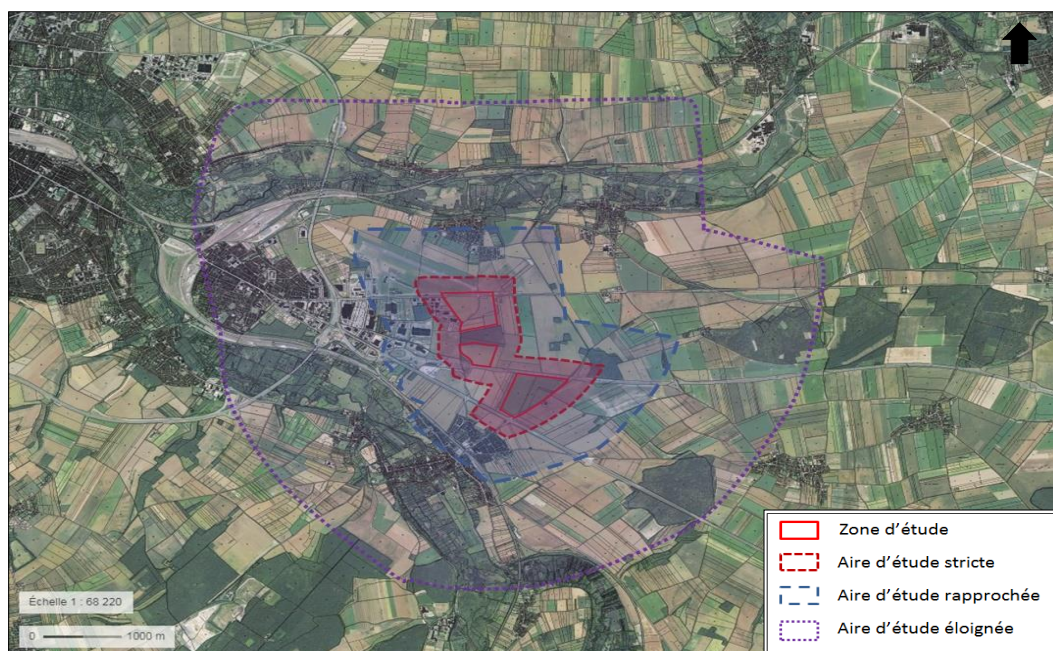 Zone d'étude
Aire d'étude stricte
Aire d'étude rapprochée
Aire d'étude éloignée
Échelle 1 : 68 220
0 1000 m